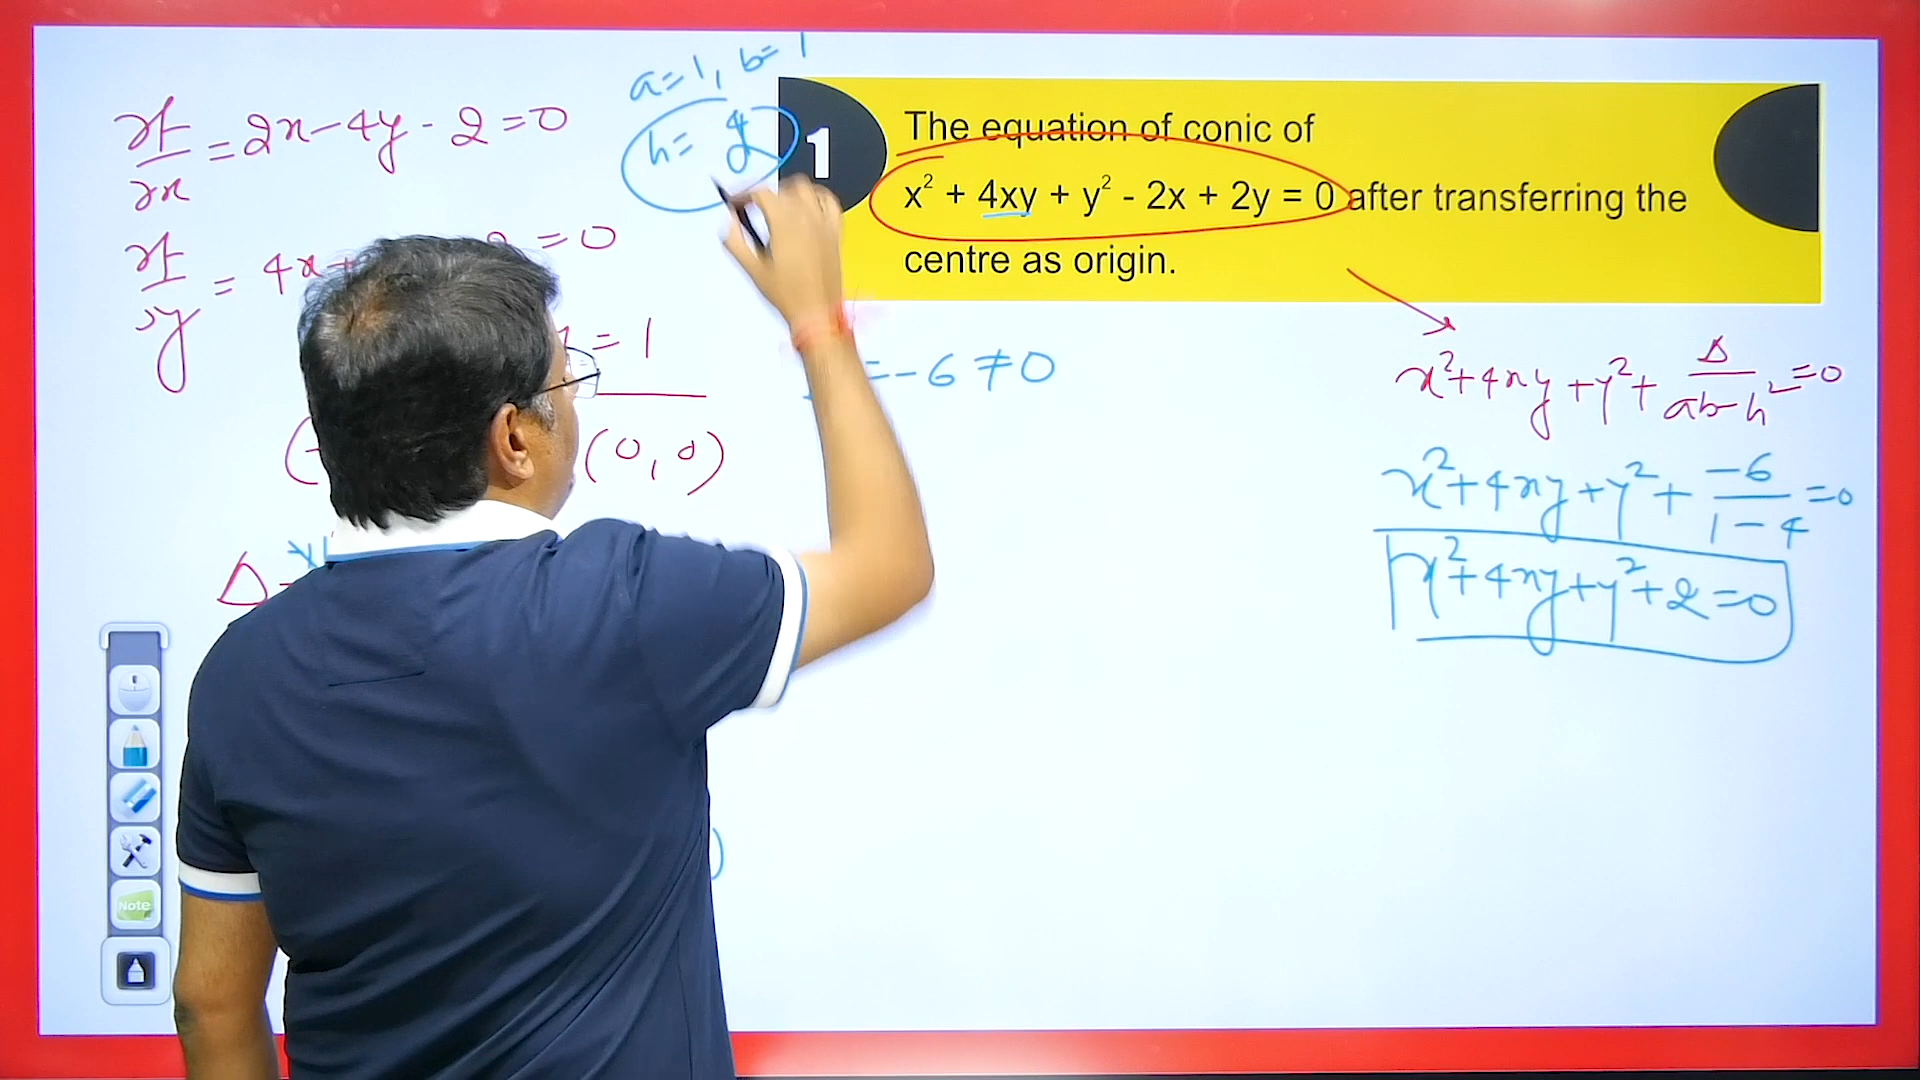 ∂f/∂x = 2x - 4y - 2 = 0
∂f/∂y = 4x + = 0
= 1
(0, 0)
Δ
a = 1, b = 1
h =
1
The equation of conic of
x² + 4xy + y² - 2x + 2y = 0 after transferring the
centre as origin.
= -6 ≠ 0
x² + 4xy + y² + Δ/ab-h² = 0
x² + 4xy + y² + -6/1-4 = 0
x² + 4xy + y² + 2 = 0
Note